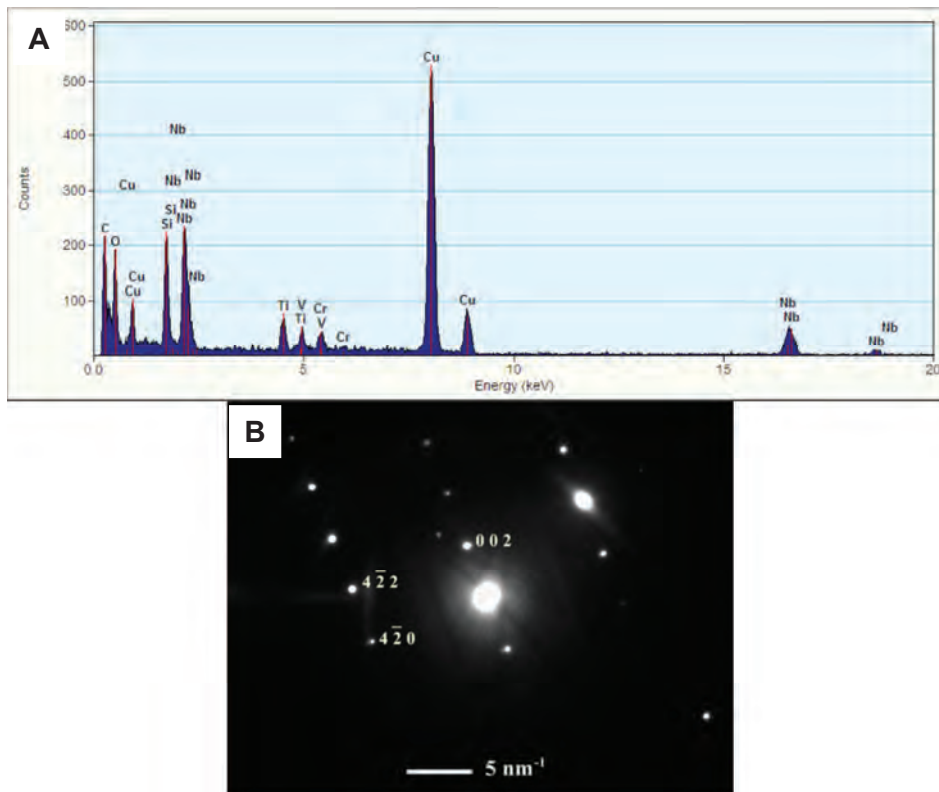 A
600
500
400
300
200
100
Counts
Cu
Nb
Nb
Cu
Nb
Si
Nb
C
Si
Nb
O
Cu
Nb
Cu
Ti
V
Cr
Ti
V
Cr
Cu
Nb
Nb
Nb
Nb
0.0
5
10
15
20
Energy (keV)
B
0 0 2
4 2̅ 2
4 2̅ 0
5 nm⁻¹